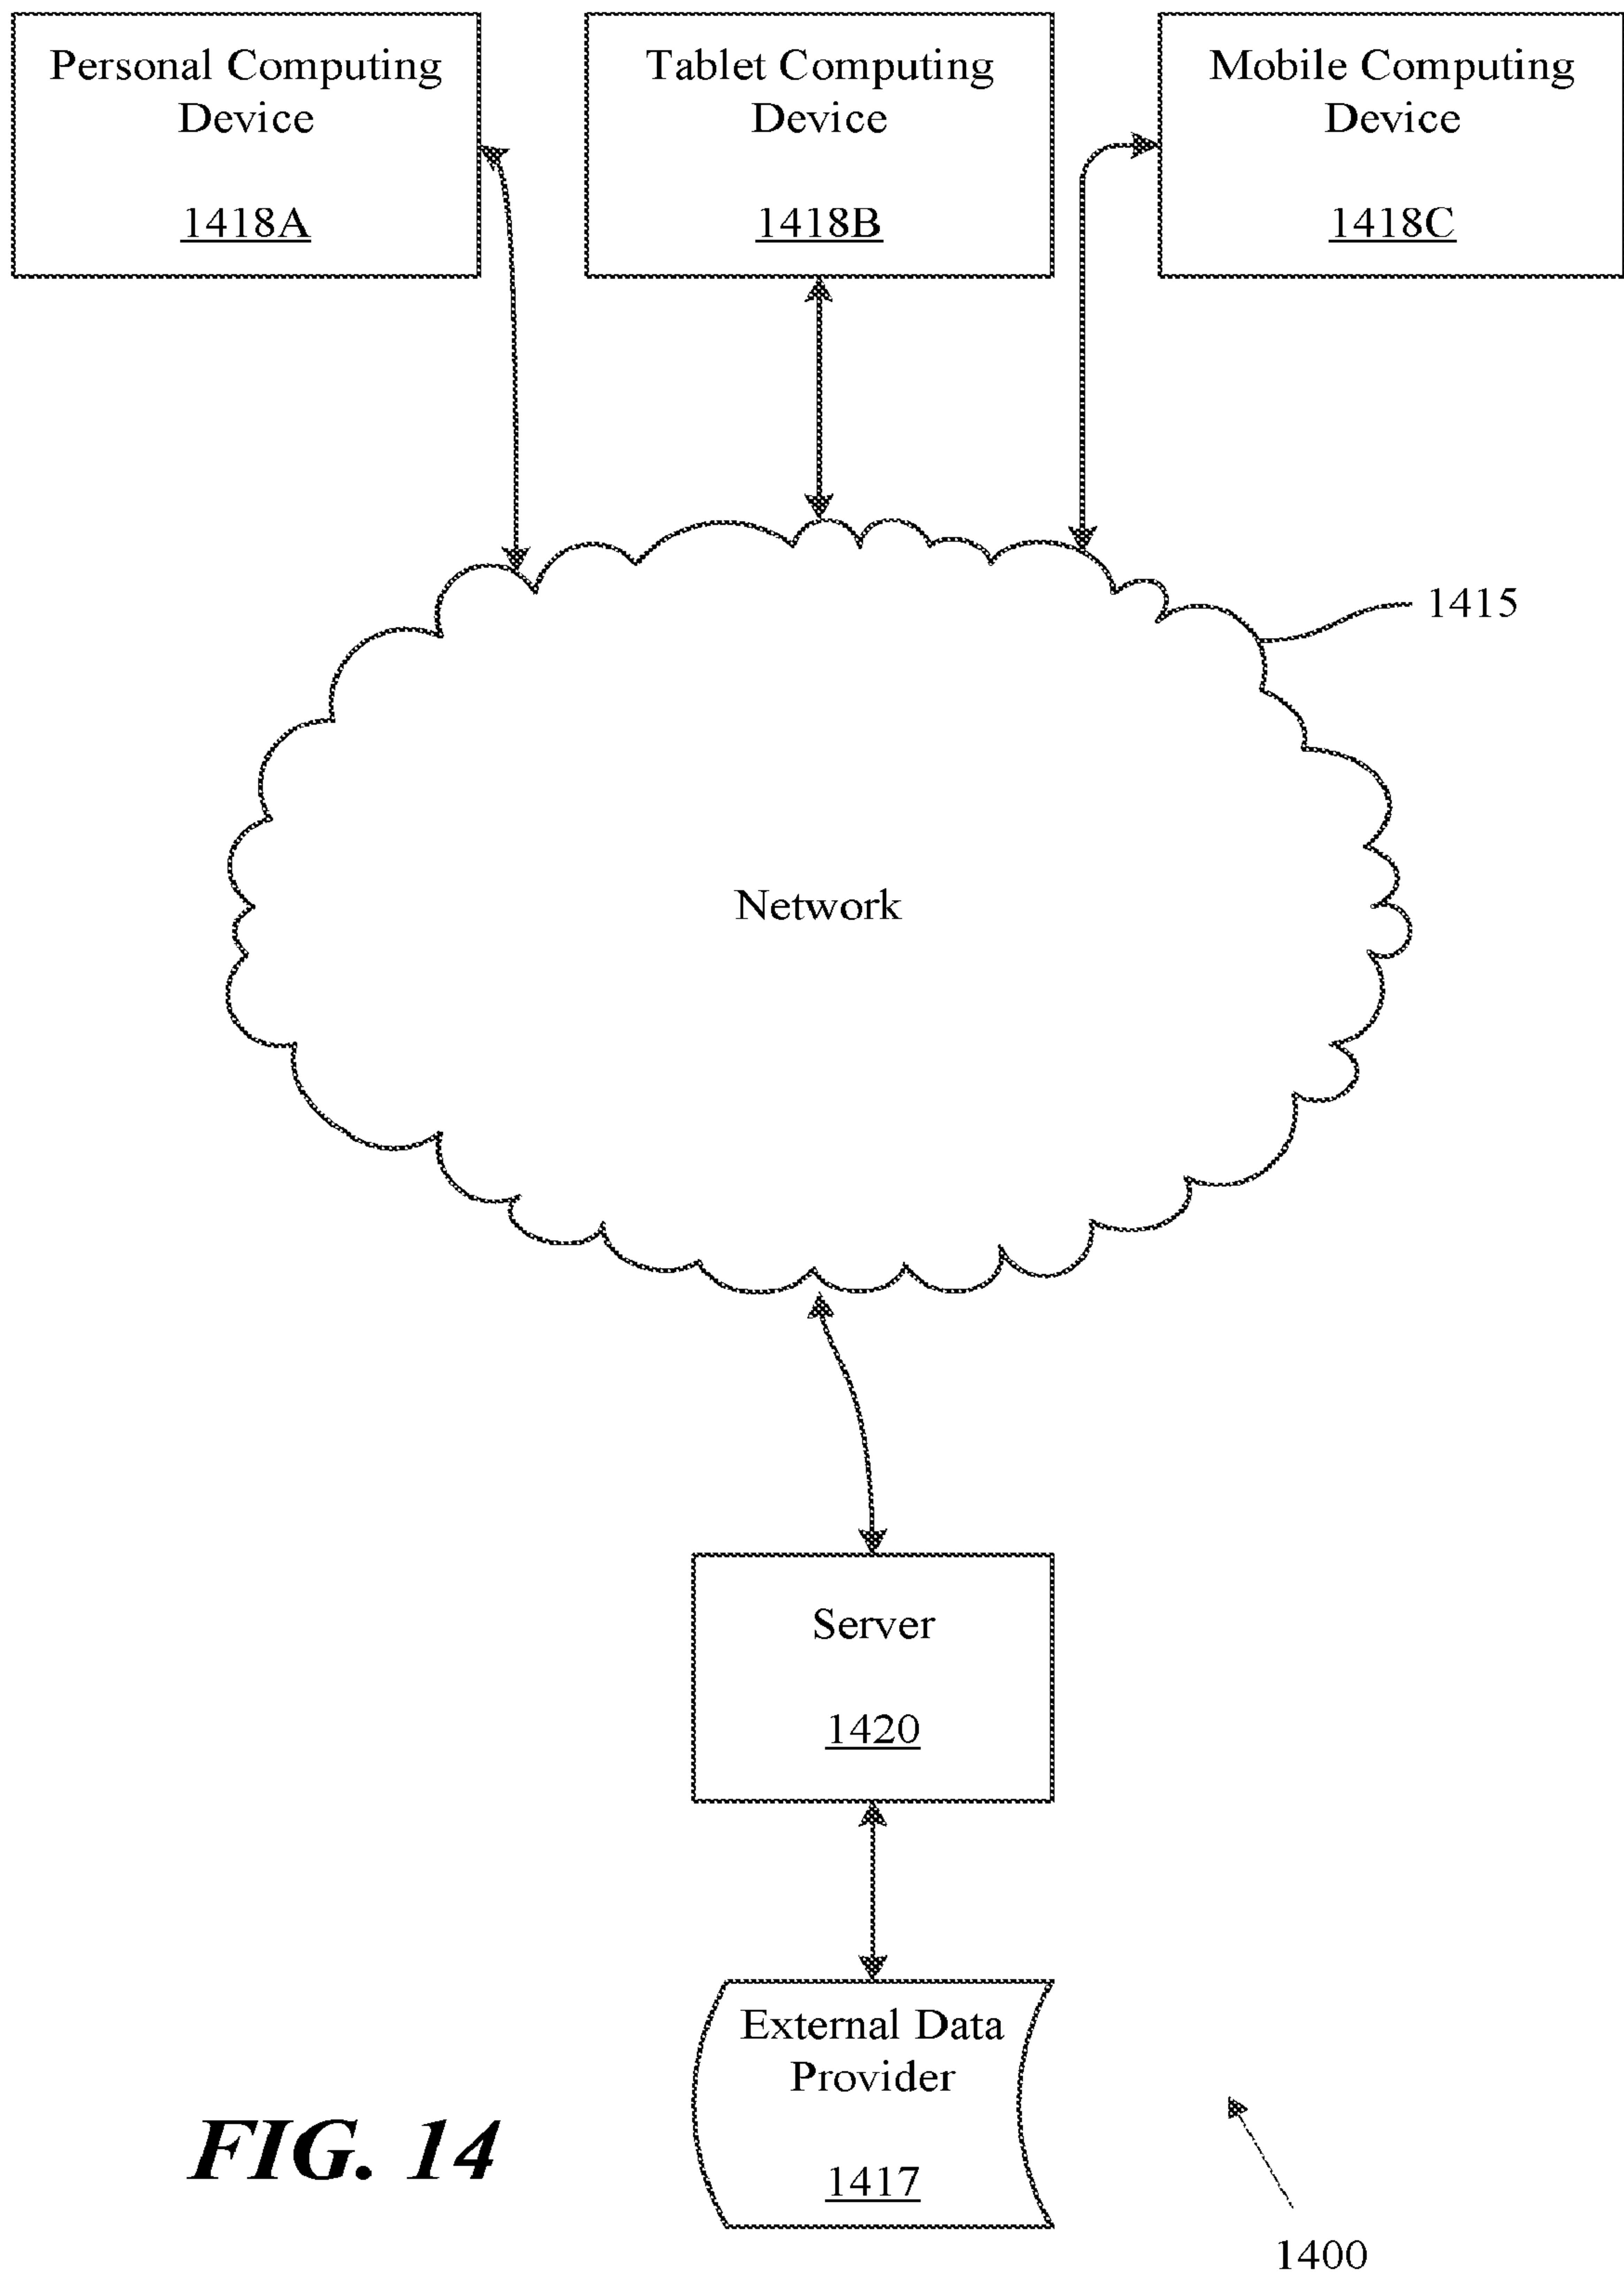 Personal Computing
Device
1418A
Tablet Computing
Device
1418B
Mobile Computing
Device
1418C
1415
Network
Server
1420
External Data
Provider
1417
FIG. 14
1400